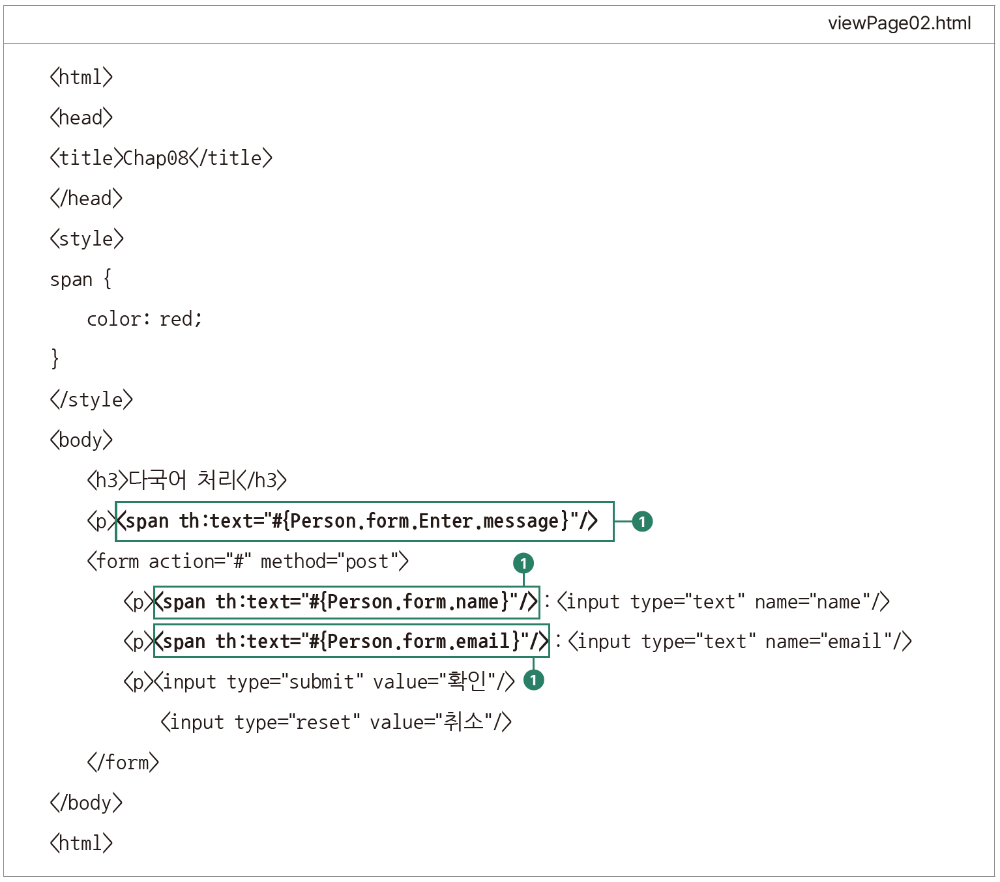 viewPage02.html
<html>
<head>
<title>Chap08</title>
</head>
<style>
span {
color: red;
}
</style>
<body>
<h3>다국어 처리</h3>
<p><span th:text="#{Person.form.Enter.message}"/> 1
<form action="#" method="post">
1
<p><span th:text="#{Person.form.name}"/> : <input type="text" name="name"/>
<p><span th:text="#{Person.form.email}"/> : <input type="text" name="email"/>
<p><input type="submit" value="확인"/> 1
<input type="reset" value="취소"/>
</form>
</body>
<html>